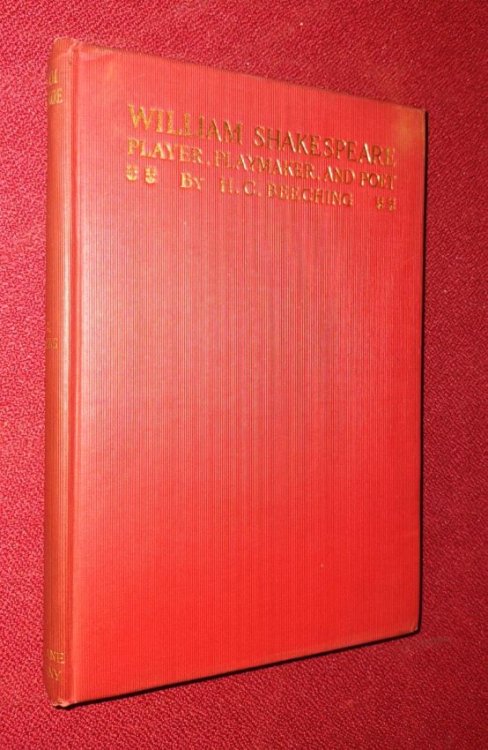 WILLIAM SHAKESPEARE
PLAYER, PLAYMAKER, AND POET
By H. C. BEECHING